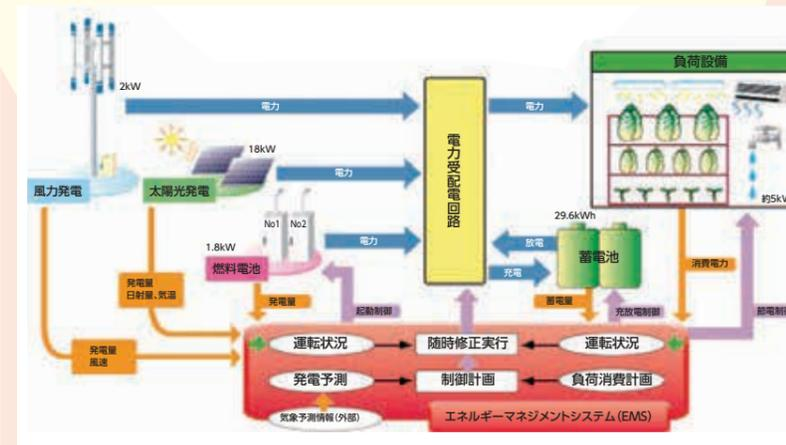 負荷設備
2kW
電力
電力
18kW
電力
電力受配電回路
風力発電
太陽光発電
約5kW
No1
No2
29.6kWh
1.8kW
電力
放電
蓄電池
燃料電池
充電
消費電力
発電量
日射量、気温
発電量
起動制御
蓄電量
充放電制御
節電制御
運転状況
随時修正実行
運転状況
発電量
風速
発電予測
制御計画
負荷消費計画
気象予測情報(外部)
エネルギーマネジメントシステム(EMS)